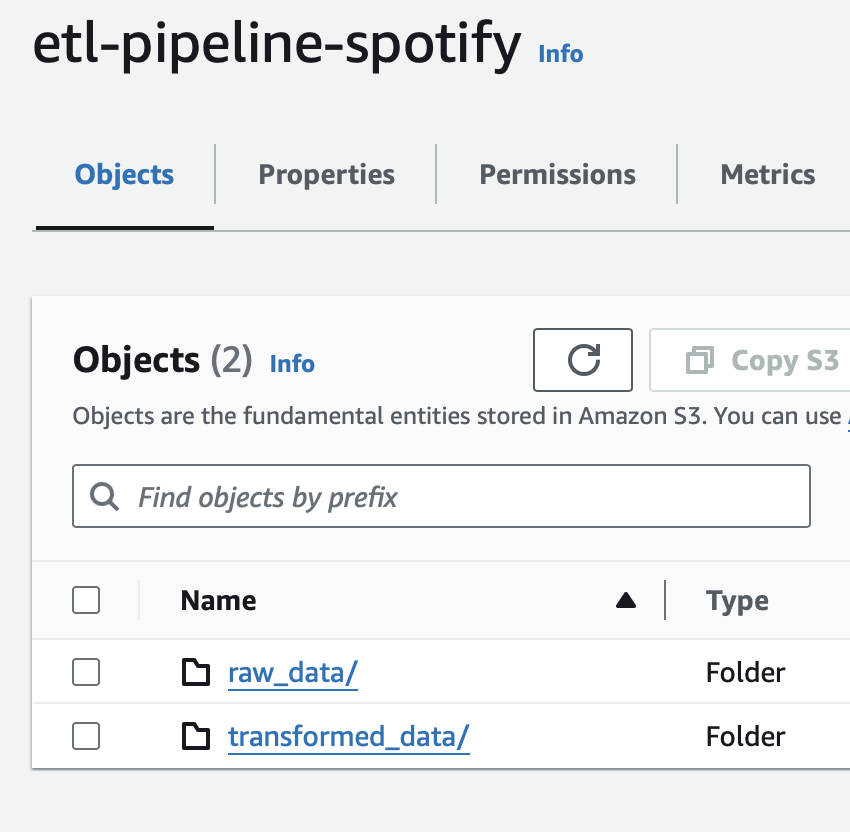 etl-pipeline-spotify Info
Objects Properties Permissions Metrics
Objects (2) Info Copy S3
Objects are the fundamental entities stored in Amazon S3. You can use
Find objects by prefix
Name Type
raw_data/ Folder
transformed_data/ Folder